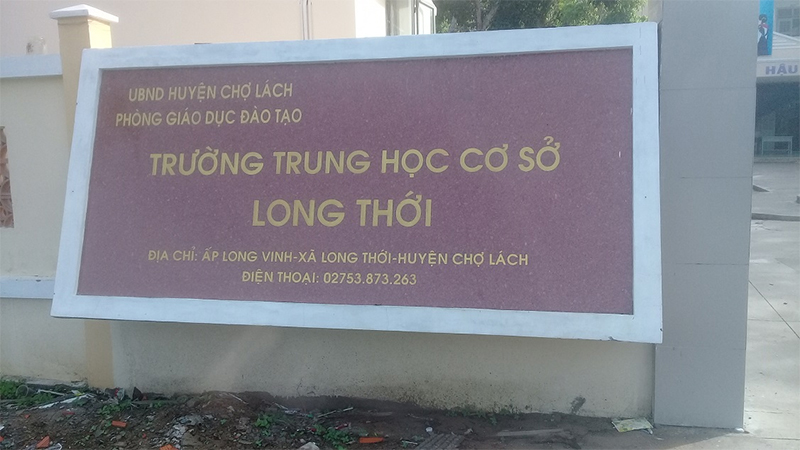 UBND HUYỆN CHỢ LÁCH
PHÒNG GIÁO DỤC ĐÀO TẠO
TRƯỜNG TRUNG HỌC CƠ SỞ
LONG THỚI
ĐỊA CHỈ: ẤP LONG VINH-XÃ LONG THỚI-HUYỆN CHỢ LÁCH
ĐIỆN THOẠI: 02753.873.263
HẬU